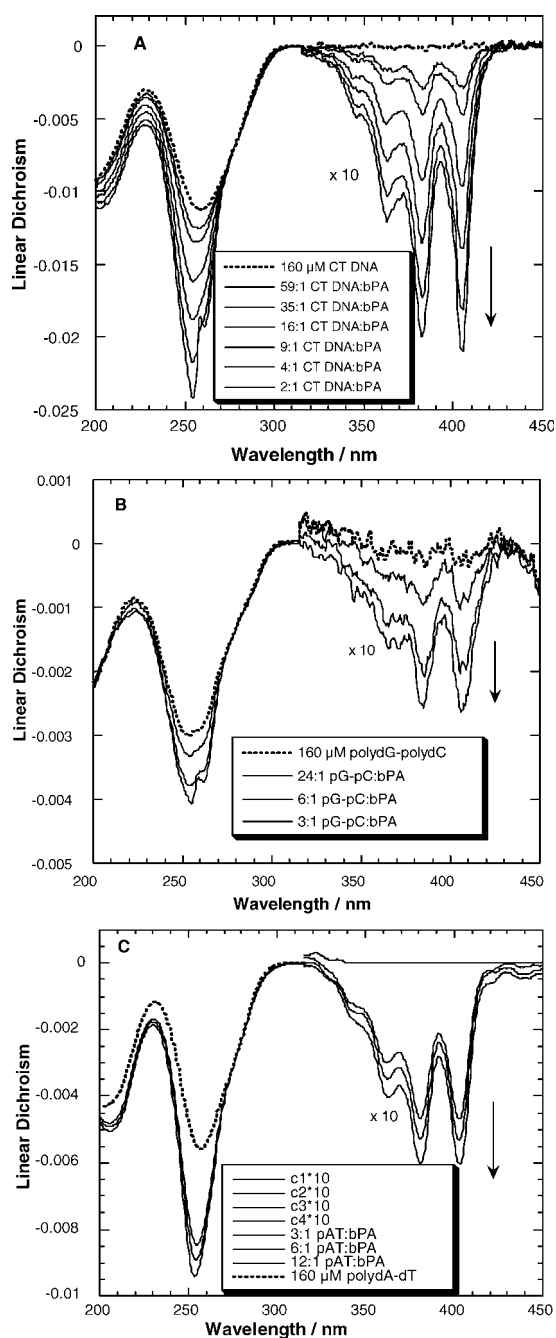 A
0
-0.005
-0.01
-0.015
-0.02
-0.025
Linear Dichroism
x 10
160 µM CT DNA
59:1 CT DNA:bPA
35:1 CT DNA:bPA
16:1 CT DNA:bPA
9:1 CT DNA:bPA
4:1 CT DNA:bPA
2:1 CT DNA:bPA
200 250 300 350 400 450
Wavelength / nm
B
0.001
0
-0.001
-0.002
-0.003
-0.004
-0.005
Linear Dichroism
x 10
160 µM polydG-polydC
24:1 pG-pC:bPA
6:1 pG-pC:bPA
3:1 pG-pC:bPA
200 250 300 350 400 450
Wavelength / nm
C
0
-0.002
-0.004
-0.006
-0.008
-0.01
Linear Dichroism
x 10
c1*10
c2*10
c3*10
c4*10
3:1 pAT:bPA
6:1 pAT:bPA
12:1 pAT:bPA
160 µM polydA-dT
200 250 300 350 400 450
Wavelength / nm